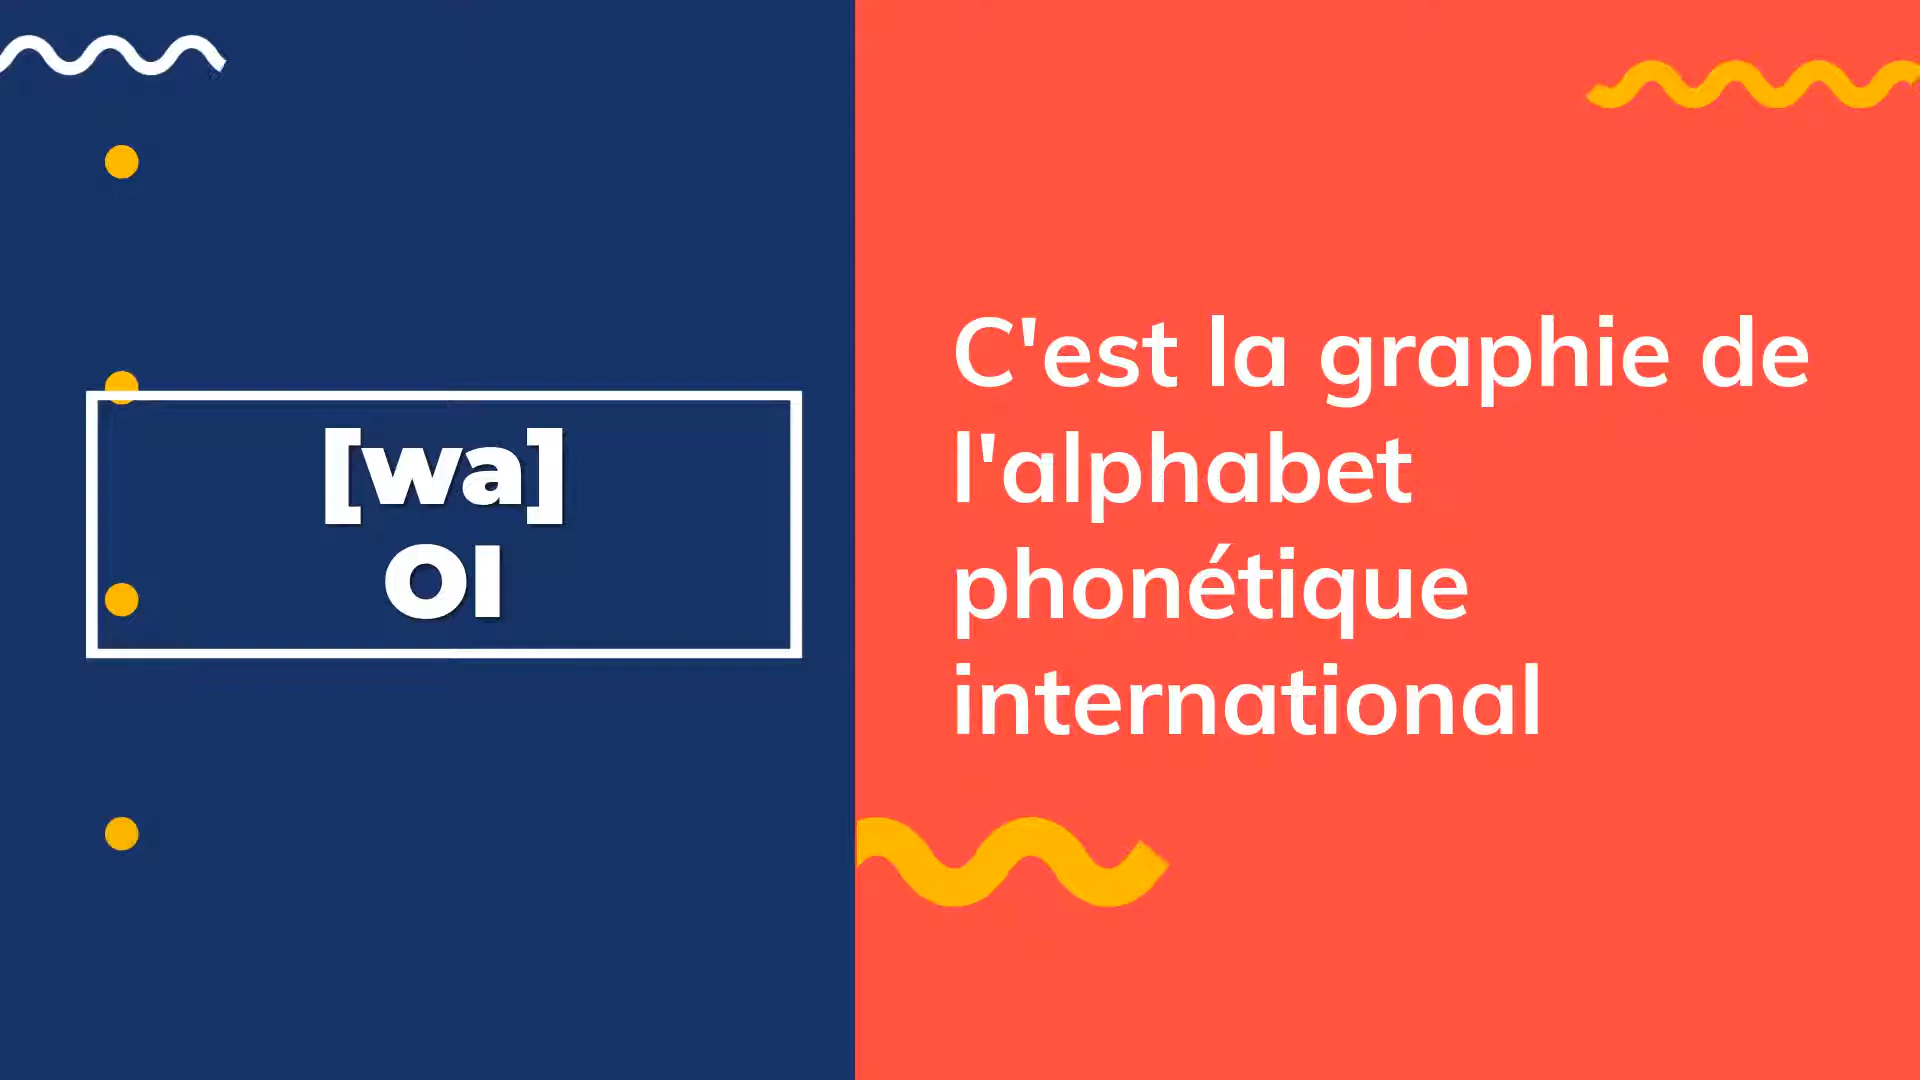 [wa]
OI
C'est la graphie de
l'alphabet
phonétique
international